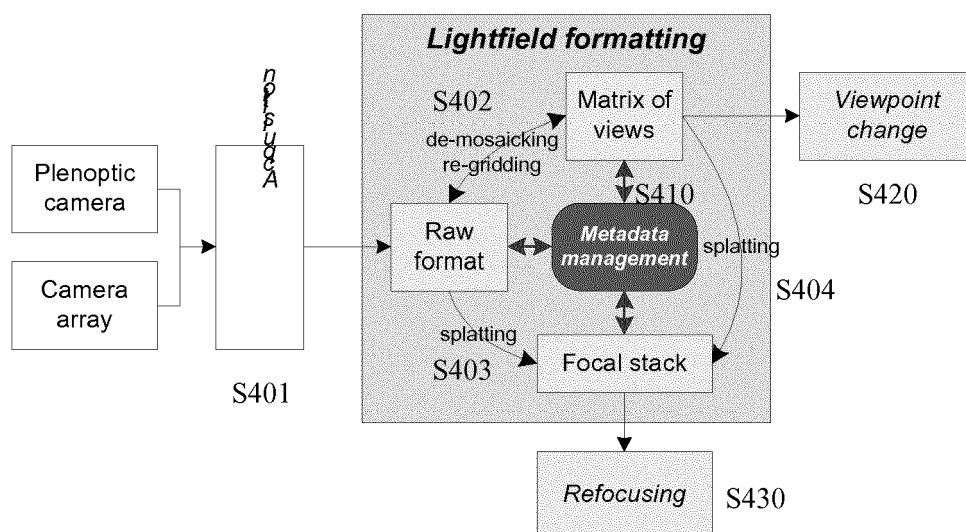 Lightfield formatting
Acquisition
S402
Matrix of
views
Viewpoint
change
de-mosaicking
re-gridding
Plenoptic
camera
S410
S420
Raw
format
Metadata
management
splatting
Camera
array
S404
splatting
S403
Focal stack
S401
Refocusing
S430